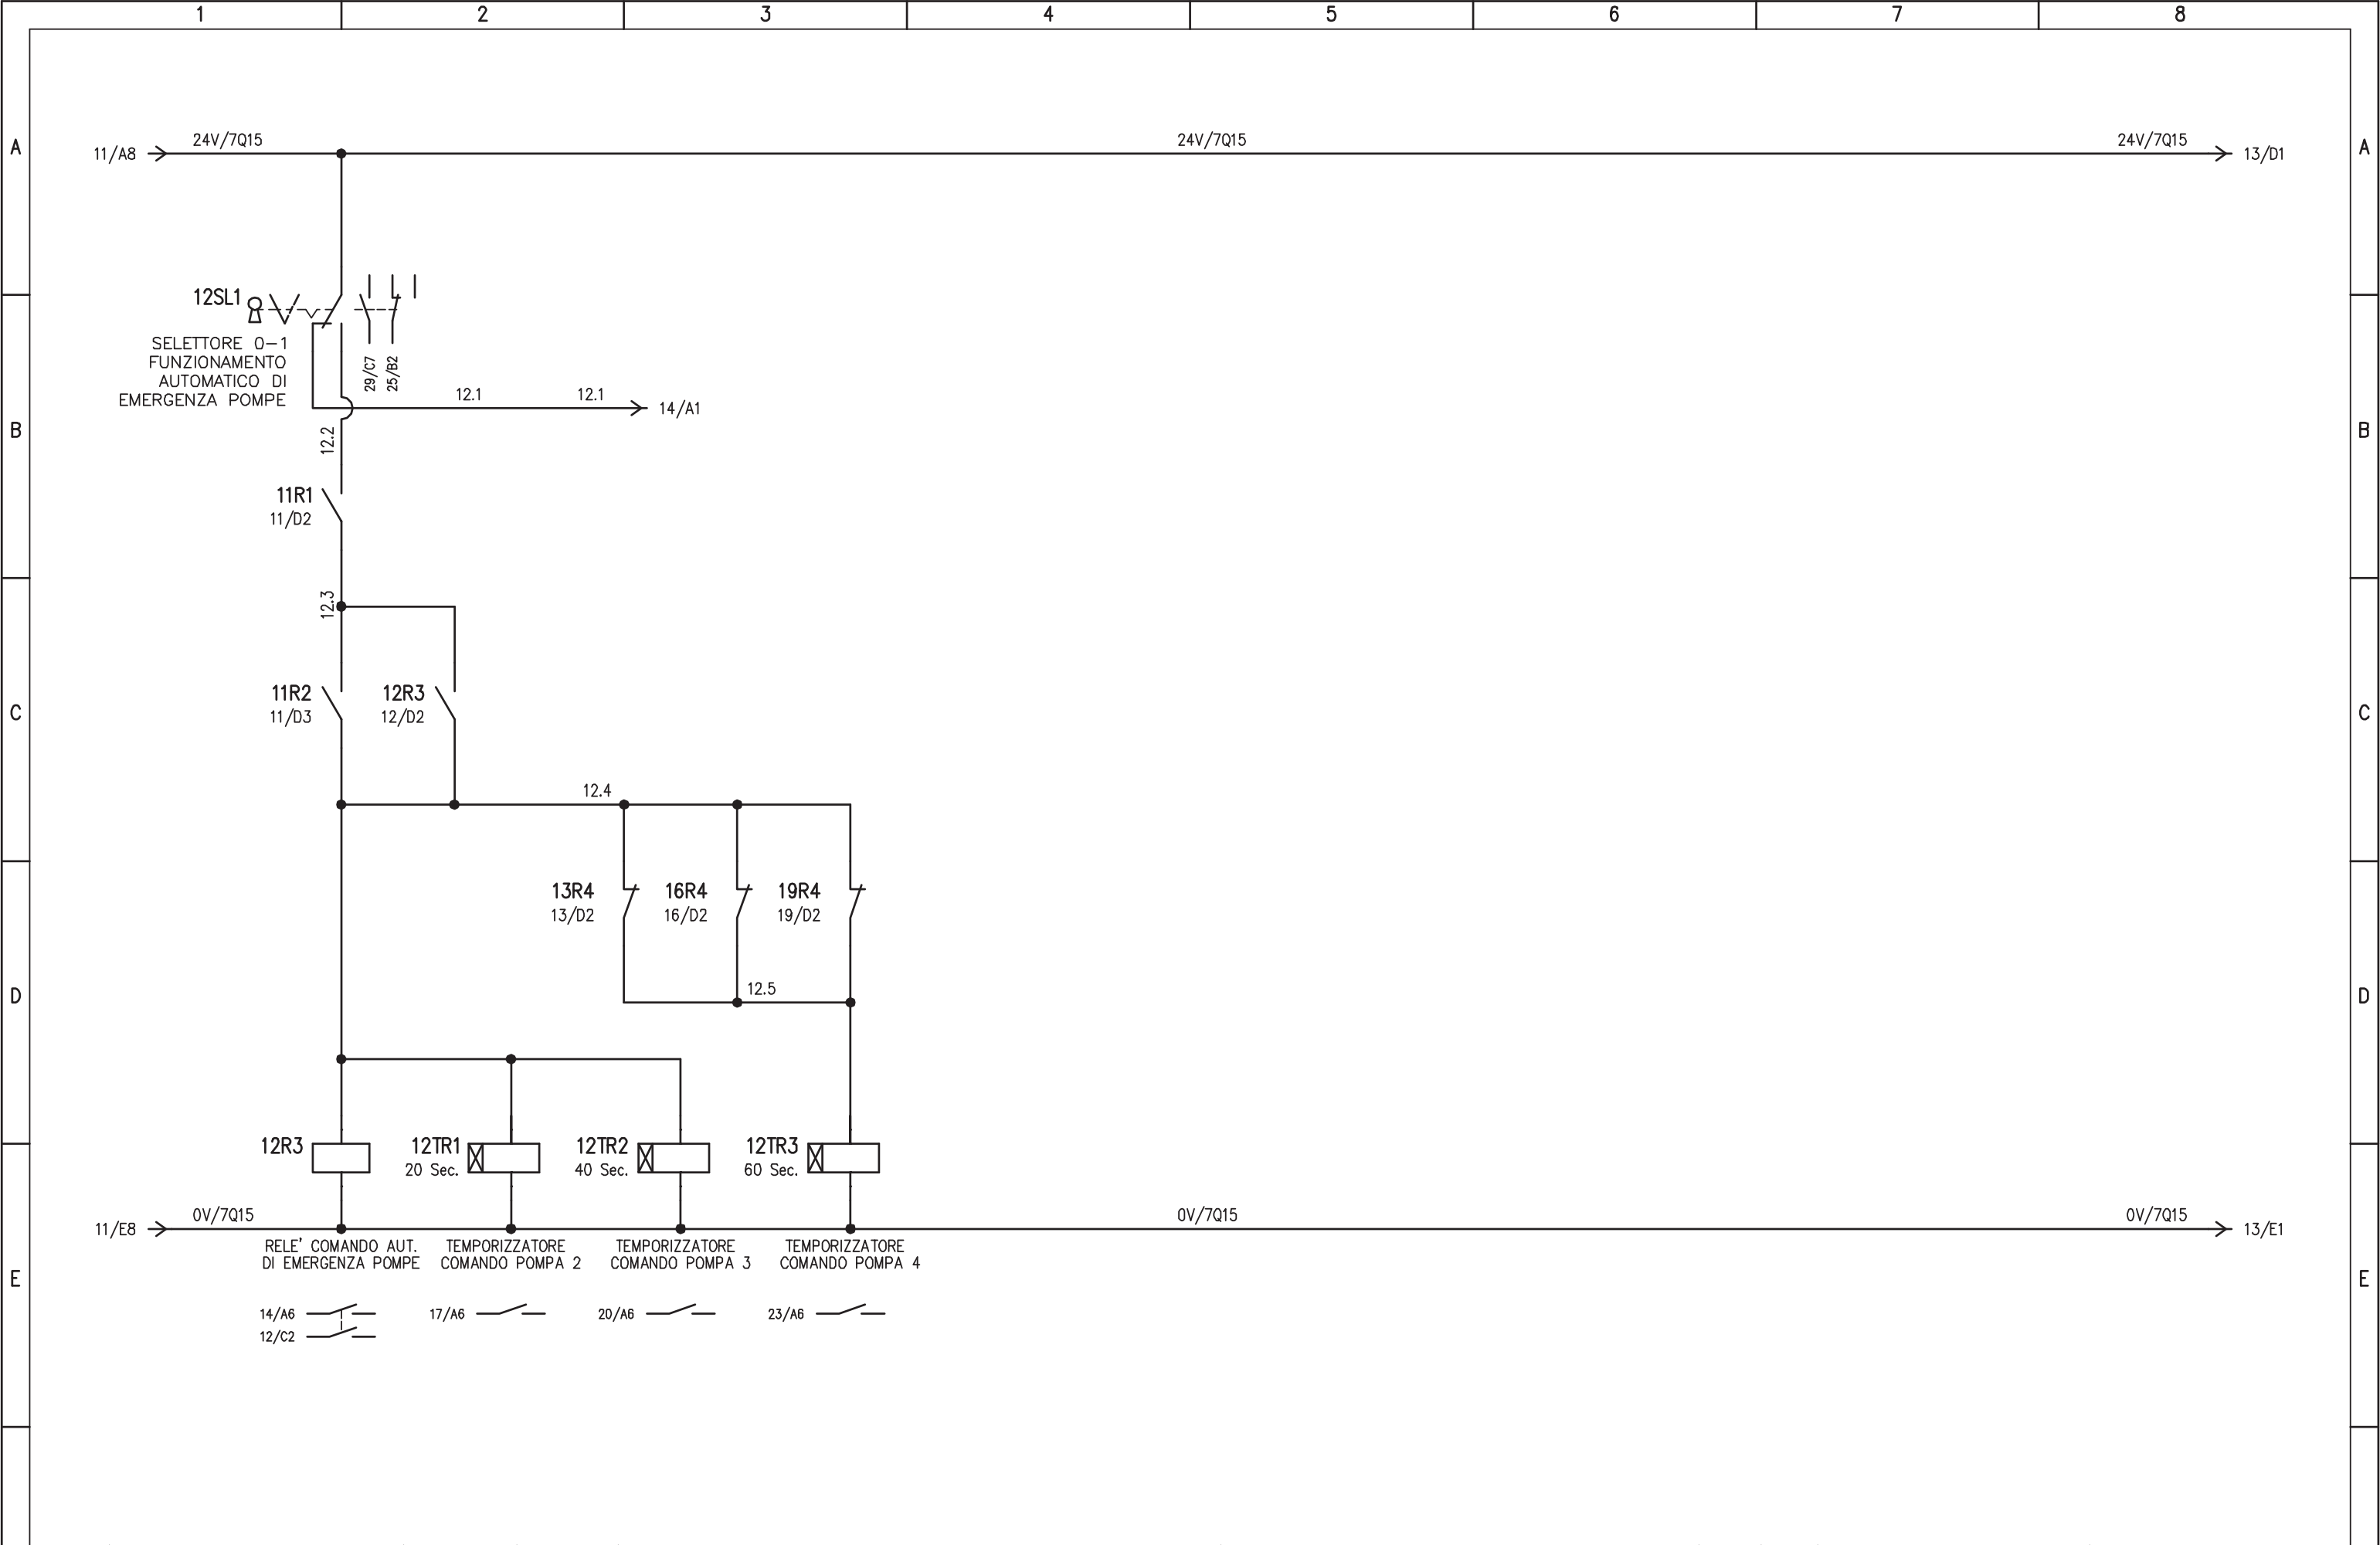 1 2 3 4 5 6 7 8
A A
11/A8 24V/7Q15 24V/7Q15 24V/7Q15 13/D1
12SL1
SELETTORE 0-1
FUNZIONAMENTO
AUTOMATICO DI
EMERGENZA POMPE
29/C7
25/B2
12.1 12.1 14/A1
B B
12.2
11R1
11/D2
12.3
11R2 12R3
11/D3 12/D2
C C
12.4
13R4 16R4 19R4
13/D2 16/D2 19/D2
12.5
D D
12R3 12TR1 12TR2 12TR3
20 Sec. 40 Sec. 60 Sec.
11/E8 0V/7Q15 0V/7Q15 0V/7Q15 13/E1
RELE' COMANDO AUT. TEMPORIZZATORE TEMPORIZZATORE TEMPORIZZATORE
DI EMERGENZA POMPE COMANDO POMPA 2 COMANDO POMPA 3 COMANDO POMPA 4
E E
14/A6 17/A6 20/A6 23/A6
12/C2